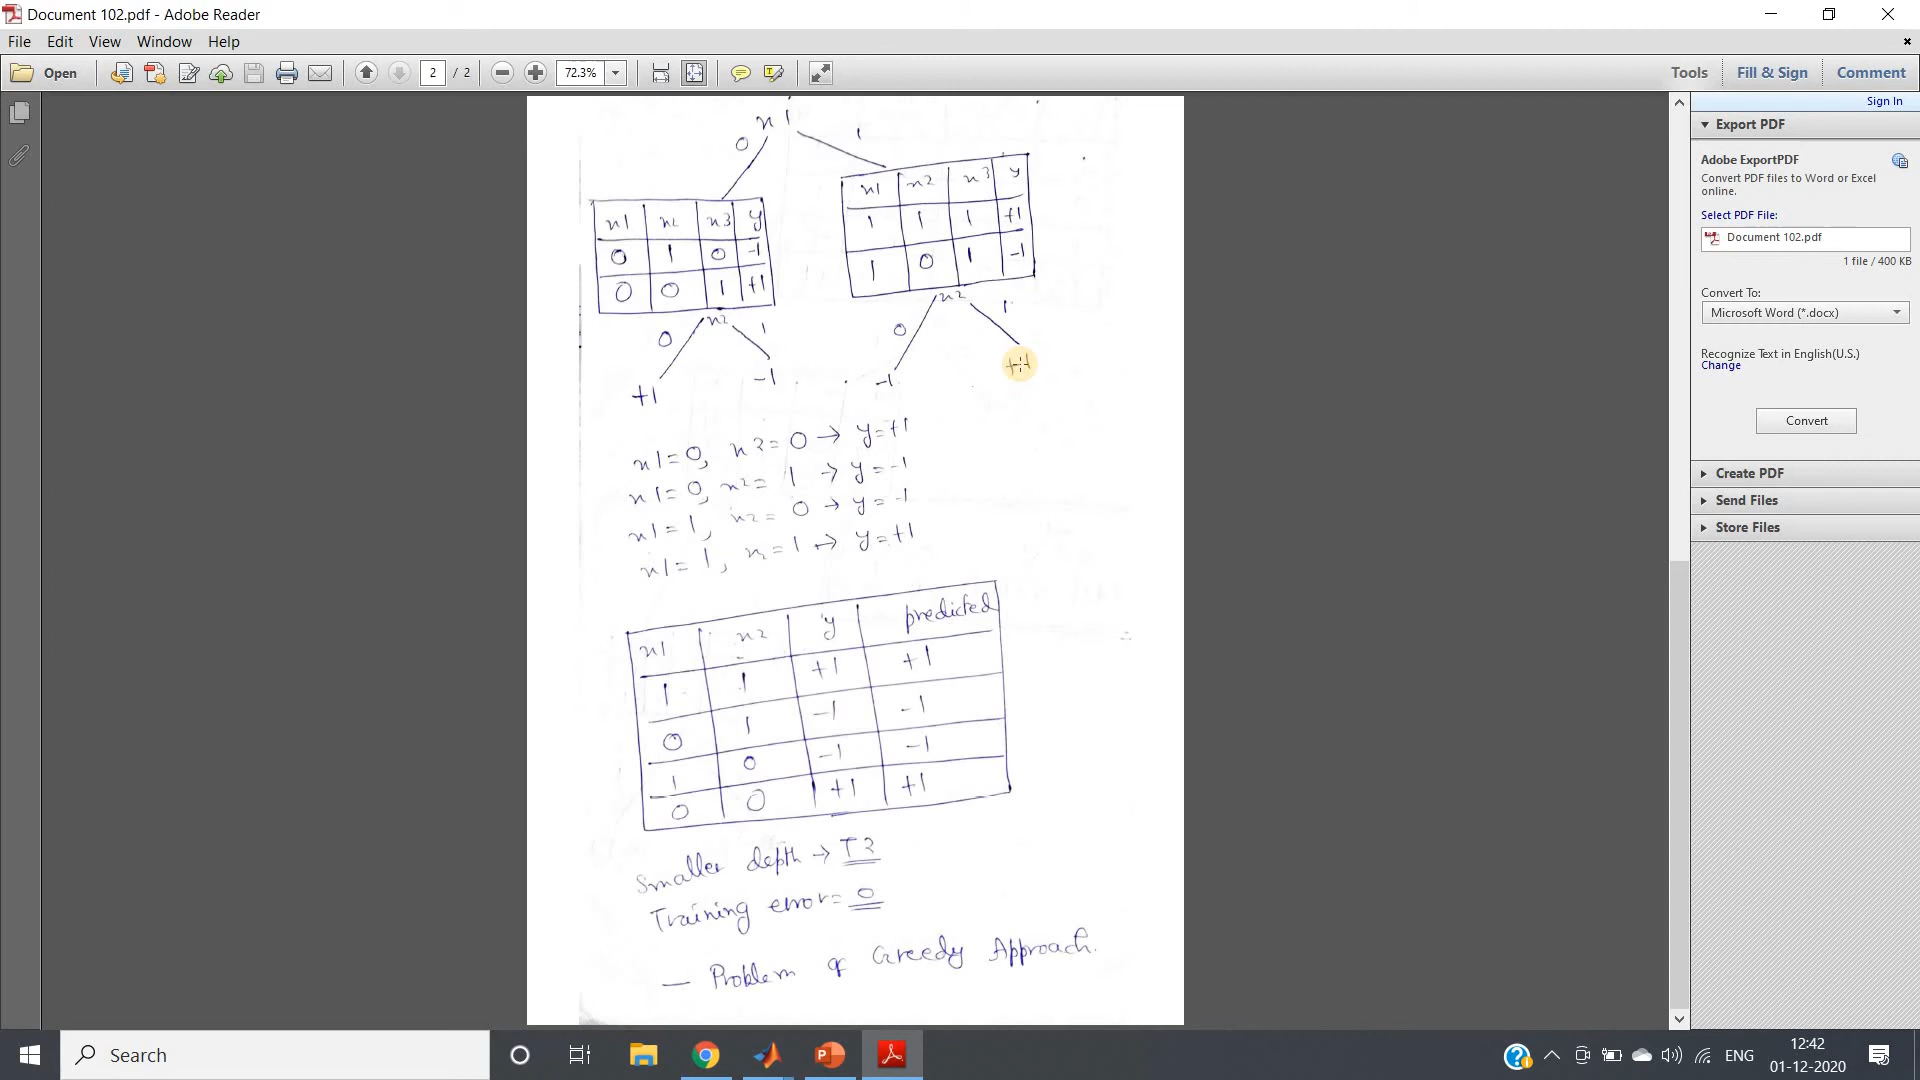 Document 102.pdf - Adobe Reader
File Edit View Window Help
Open 2 / 2 72.3% Tools Fill & Sign Comment
Sign In
Export PDF
Adobe ExportPDF
Convert PDF files to Word or Excel
online.
Select PDF File:
Document 102.pdf
1 file / 400 KB
Convert To:
Microsoft Word (*.docx)
Recognize Text in English(U.S.)
Change
Convert
Create PDF
Send Files
Store Files
x1
0 1
x1 x2 x3 y
0 1 0 -1
0 0 1 +1
x1 x2 x3 y
1 1 1 +1
1 0 1 -1
x2
0 1
+1 -1
x2
0 1
-1 +1
x1=0, x2=0 → y=+1
x1=0, x2=1 → y=-1
x1=1, x2=0 → y=-1
x1=1, x2=1 → y=+1
x1 x2 y predicted
1 1 +1 +1
0 1 -1 -1
1 0 -1 -1
0 0 +1 +1
Smaller depth → T2
Training error= 0
— Problem of Greedy Approach.
Search
ENG
12:42
01-12-2020